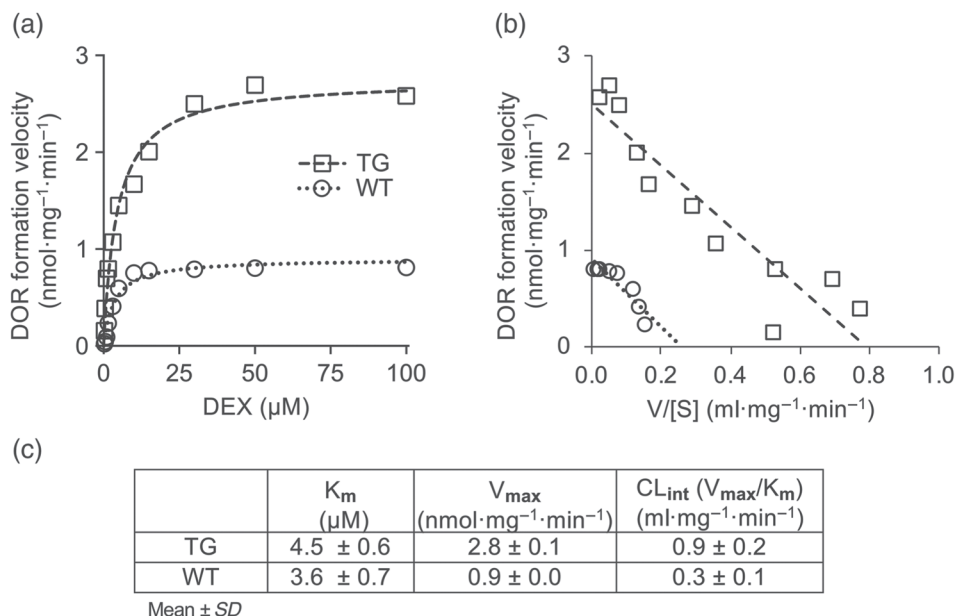 (a)
DOR formation velocity
(nmol·mg⁻¹·min⁻¹)
3
2
1
0
0
25
50
75
100
DEX (µM)
TG
WT
(b)
DOR formation velocity
(nmol·mg⁻¹·min⁻¹)
3
2
1
0
0.0
0.2
0.4
0.6
0.8
1.0
V/[S] (ml·mg⁻¹·min⁻¹)
(c)
Kₘ (µM) Vₘₐₓ (nmol·mg⁻¹·min⁻¹) CLᵢₙₜ (Vₘₐₓ/Kₘ) (ml·mg⁻¹·min⁻¹)
TG 4.5 ± 0.6 2.8 ± 0.1 0.9 ± 0.2
WT 3.6 ± 0.7 0.9 ± 0.0 0.3 ± 0.1
Mean ± SD